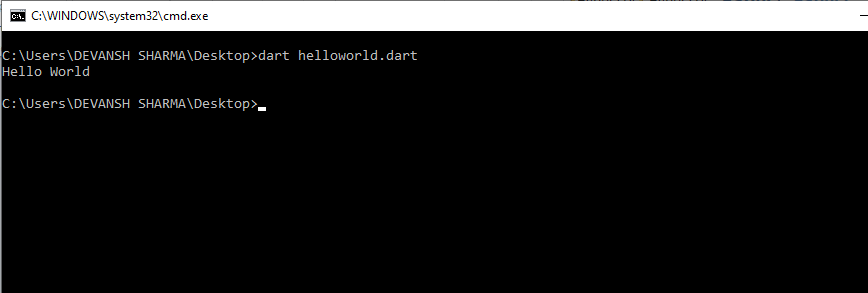 C:\WINDOWS\system32\cmd.exe
C:\Users\DEVANSH SHARMA\Desktop>dart helloworld.dart
Hello World
C:\Users\DEVANSH SHARMA\Desktop>